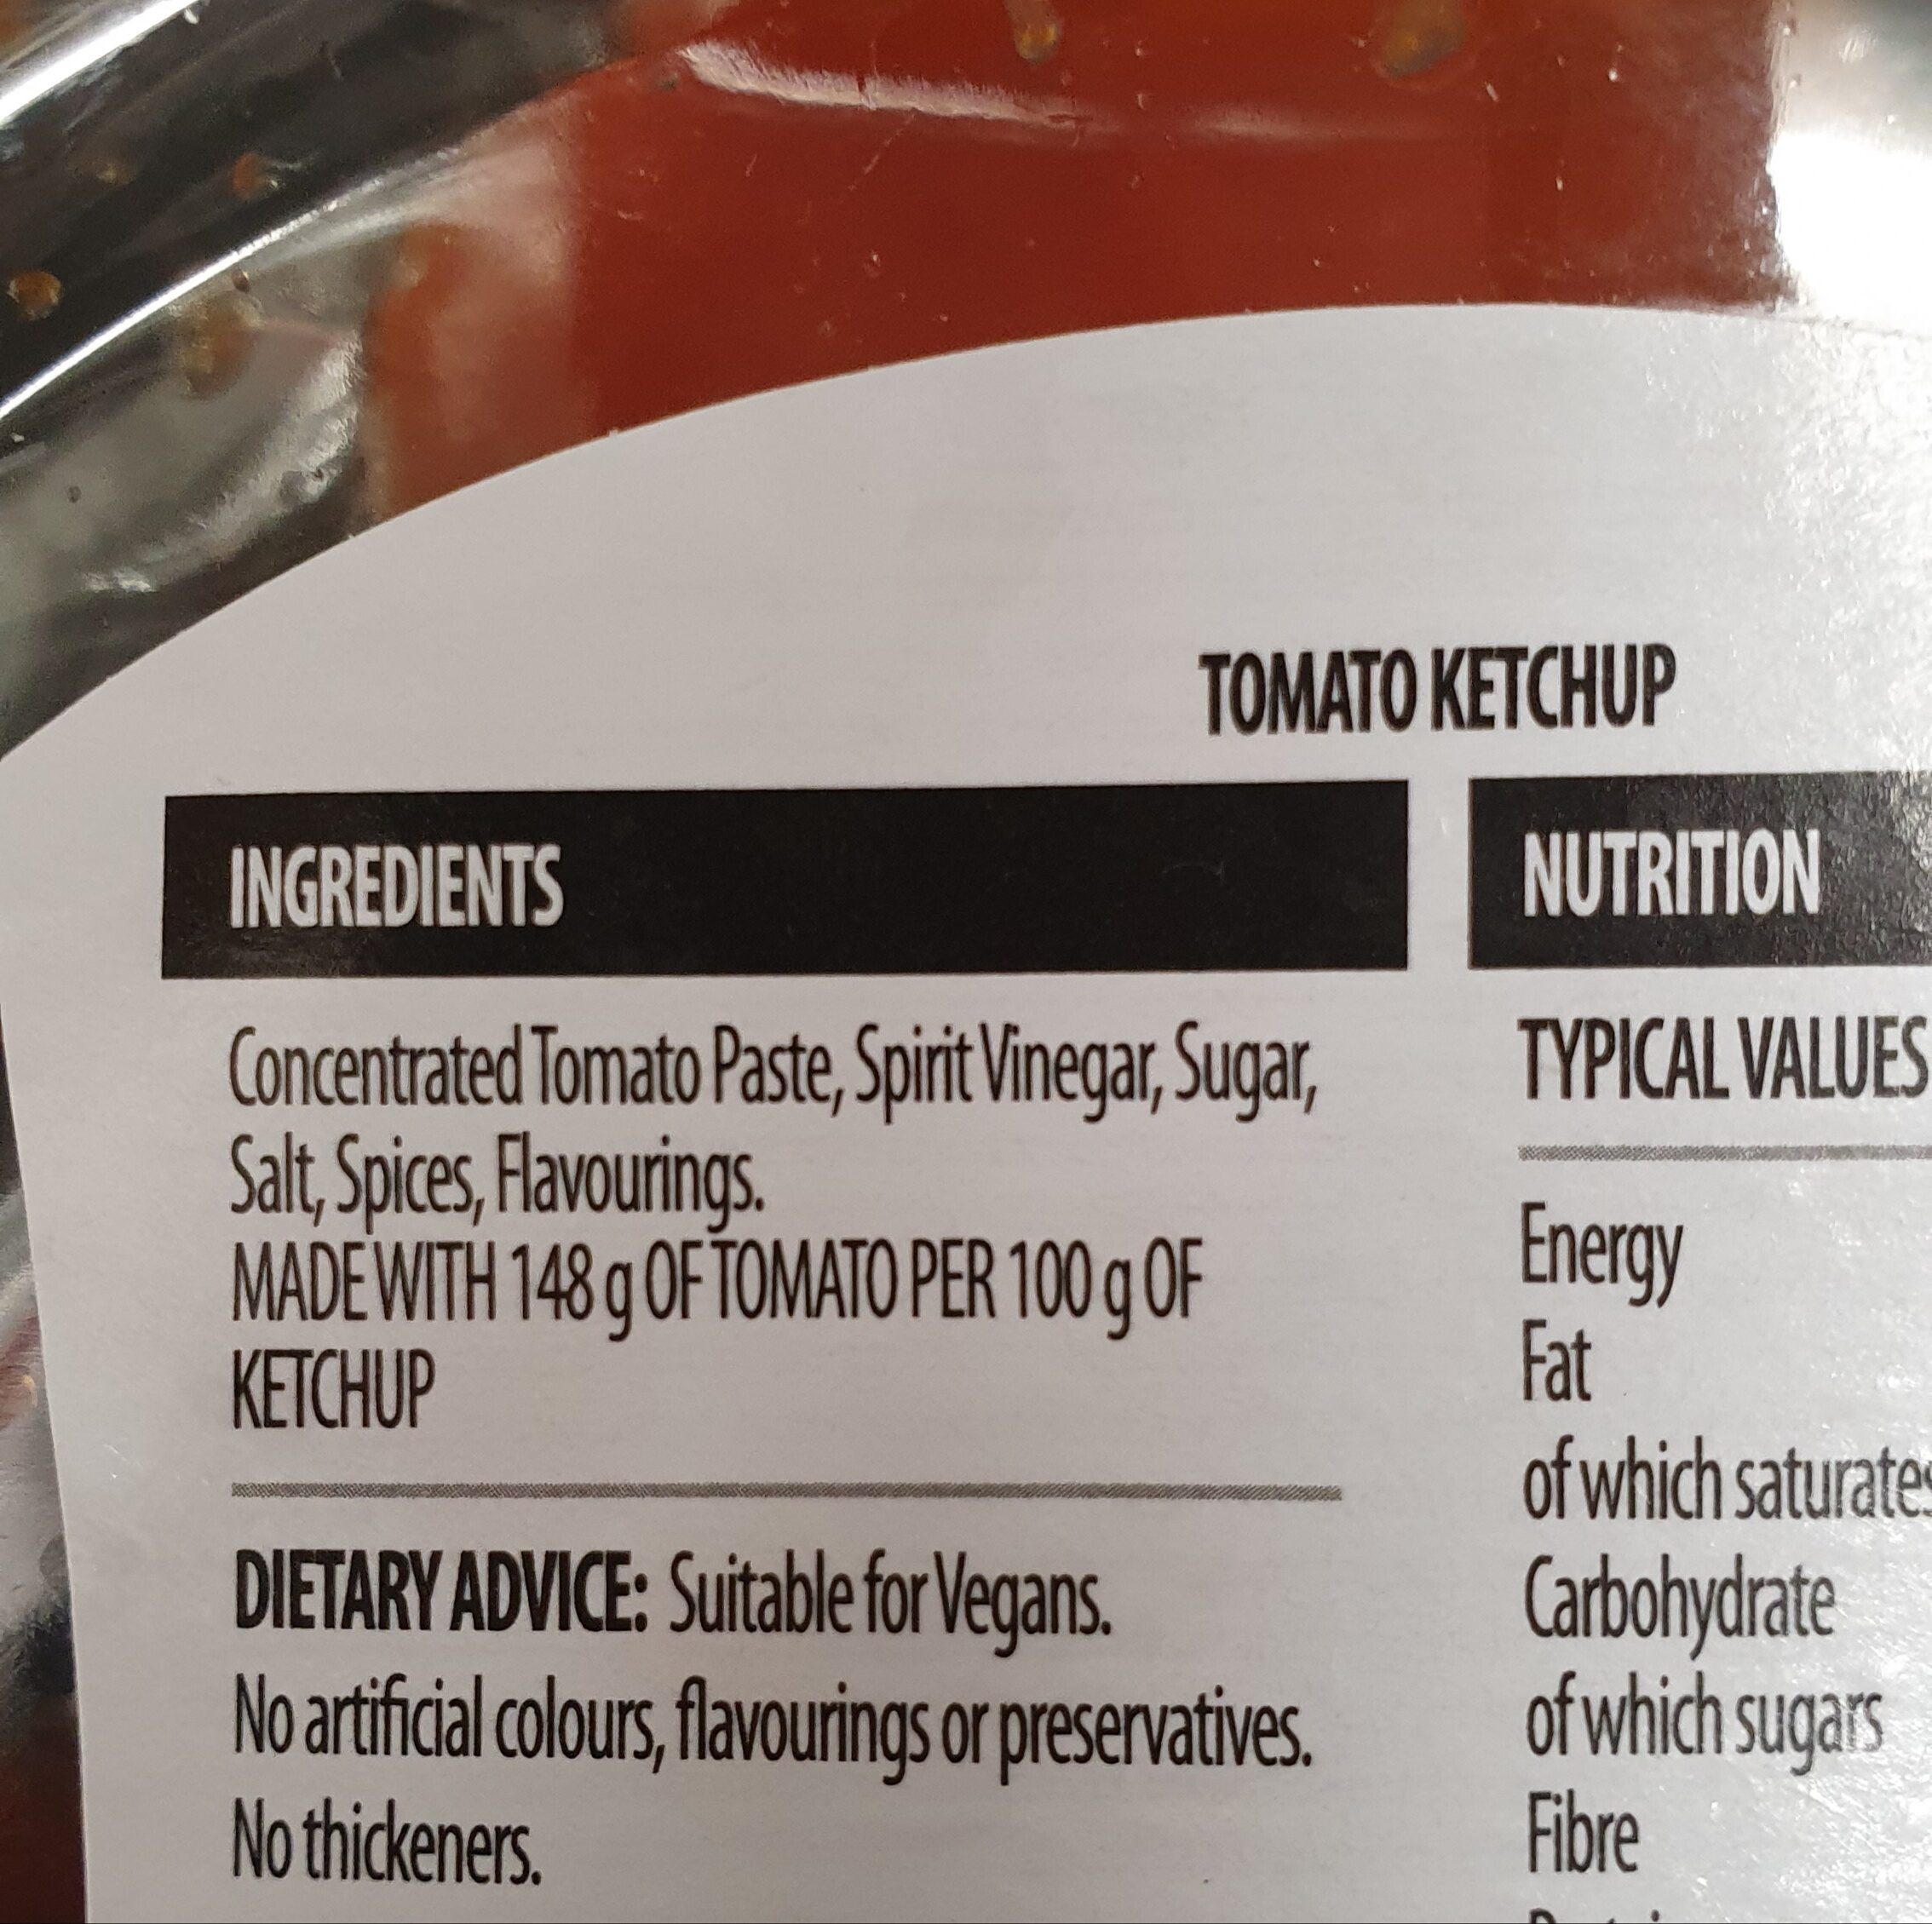 TOMATO KETCHUP
INGREDIENTS
Concentrated Tomato Paste, Spirit Vinegar, Sugar,
Salt, Spices, Flavourings.
MADE WITH 148 g OF TOMATO PER 100 g OF
KETCHUP
DIETARY ADVICE: Suitable for Vegans.
No artificial colours, flavourings or preservatives.
No thickeners.
NUTRITION
TYPICAL VALUES
Energy
Fat
of which saturates
Carbohydrate
of which sugars
Fibre